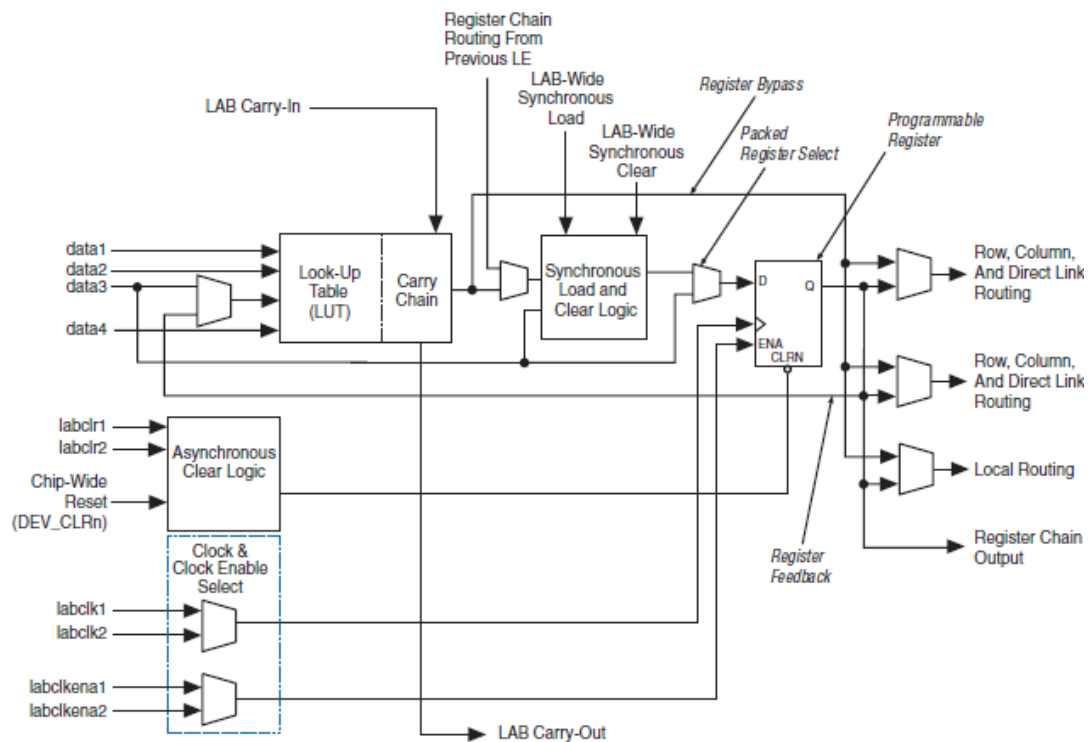 Register Chain
Routing From
Previous LE
LAB-Wide
Synchronous
Load
Register Bypass
Programmable
Register
LAB Carry-In
LAB-Wide
Synchronous
Clear
Packed
Register Select
data1
data2
data3
data4
Look-Up
Table
(LUT)
Carry
Chain
Synchronous
Load and
Clear Logic
D
Q
ENA
CLRN
Row, Column,
And Direct Link
Routing
Row, Column,
And Direct Link
Routing
labclr1
labclr2
Chip-Wide
Reset
(DEV_CLRn)
Asynchronous
Clear Logic
Local Routing
Clock &
Clock Enable
Select
Register
Feedback
Register Chain
Output
labclk1
labclk2
labclkena1
labclkena2
LAB Carry-Out